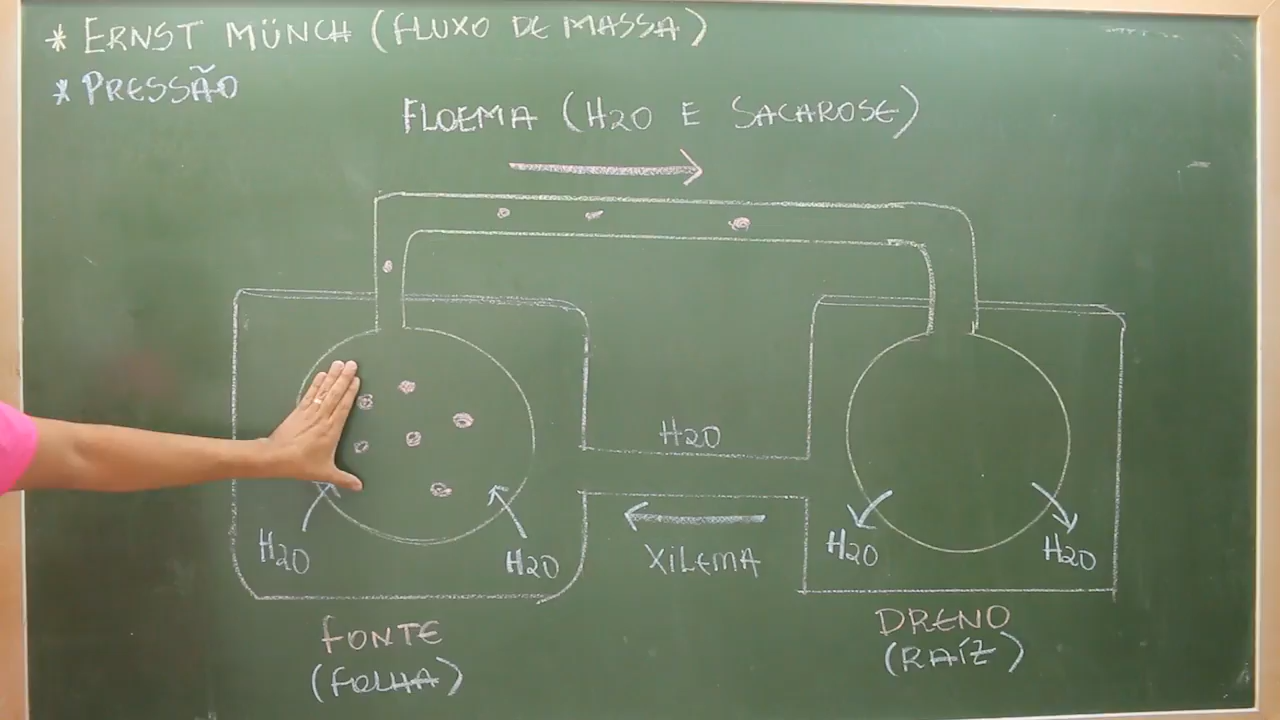 * ERNST MÜNCH (FLUXO DE MASSA)
* PRESSÃO
FLOEMA (H2O E SACAROSE)
H2O
XILEMA
H2O
H2O
H2O
H2O
FONTE
(FOLHA)
DRENO
(RAÍZ)